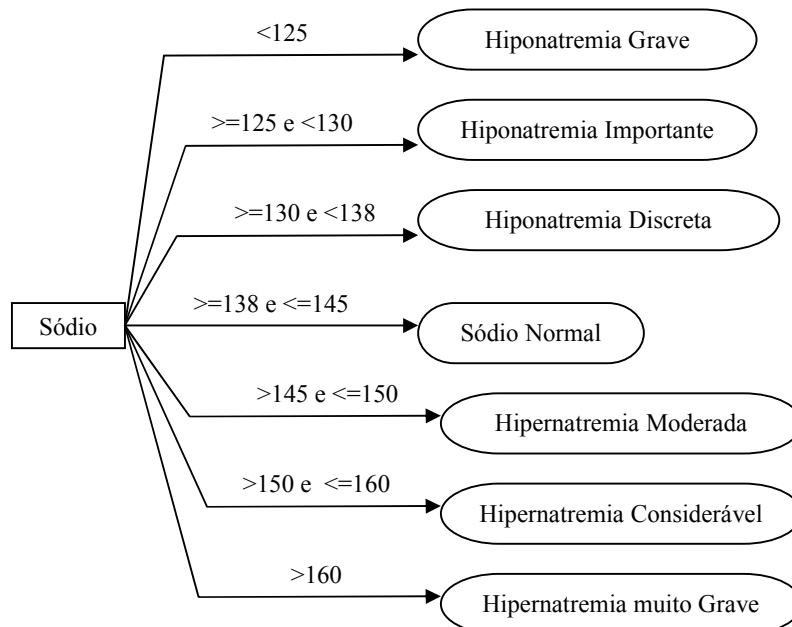 <125
Hiponatremia Grave
>=125 e <130
Hiponatremia Importante
>=130 e <138
Hiponatremia Discreta
>=138 e <=145
Sódio
Sódio Normal
>145 e <=150
Hipernatremia Moderada
>150 e <=160
Hipernatremia Considerável
>160
Hipernatremia muito Grave